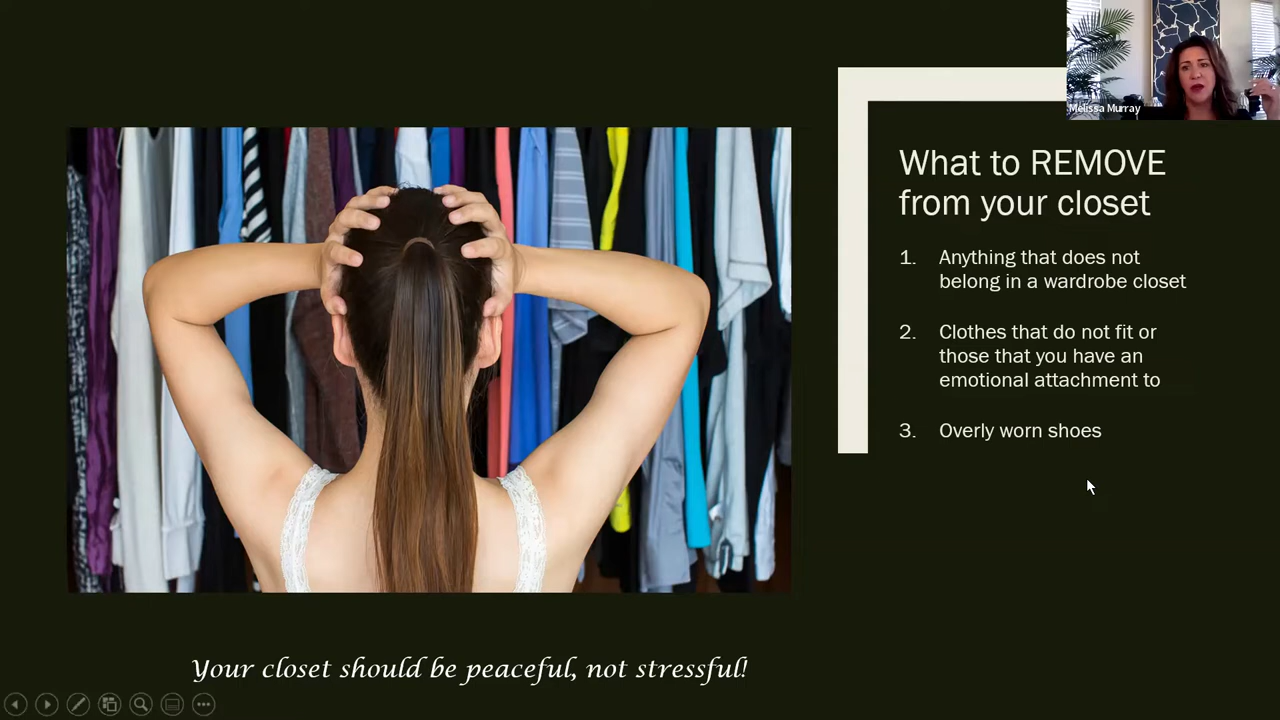 Melissa Murray
What to REMOVE
from your closet
1. Anything that does not
belong in a wardrobe closet
2. Clothes that do not fit or
those that you have an
emotional attachment to
3. Overly worn shoes
Your closet should be peaceful, not stressful!